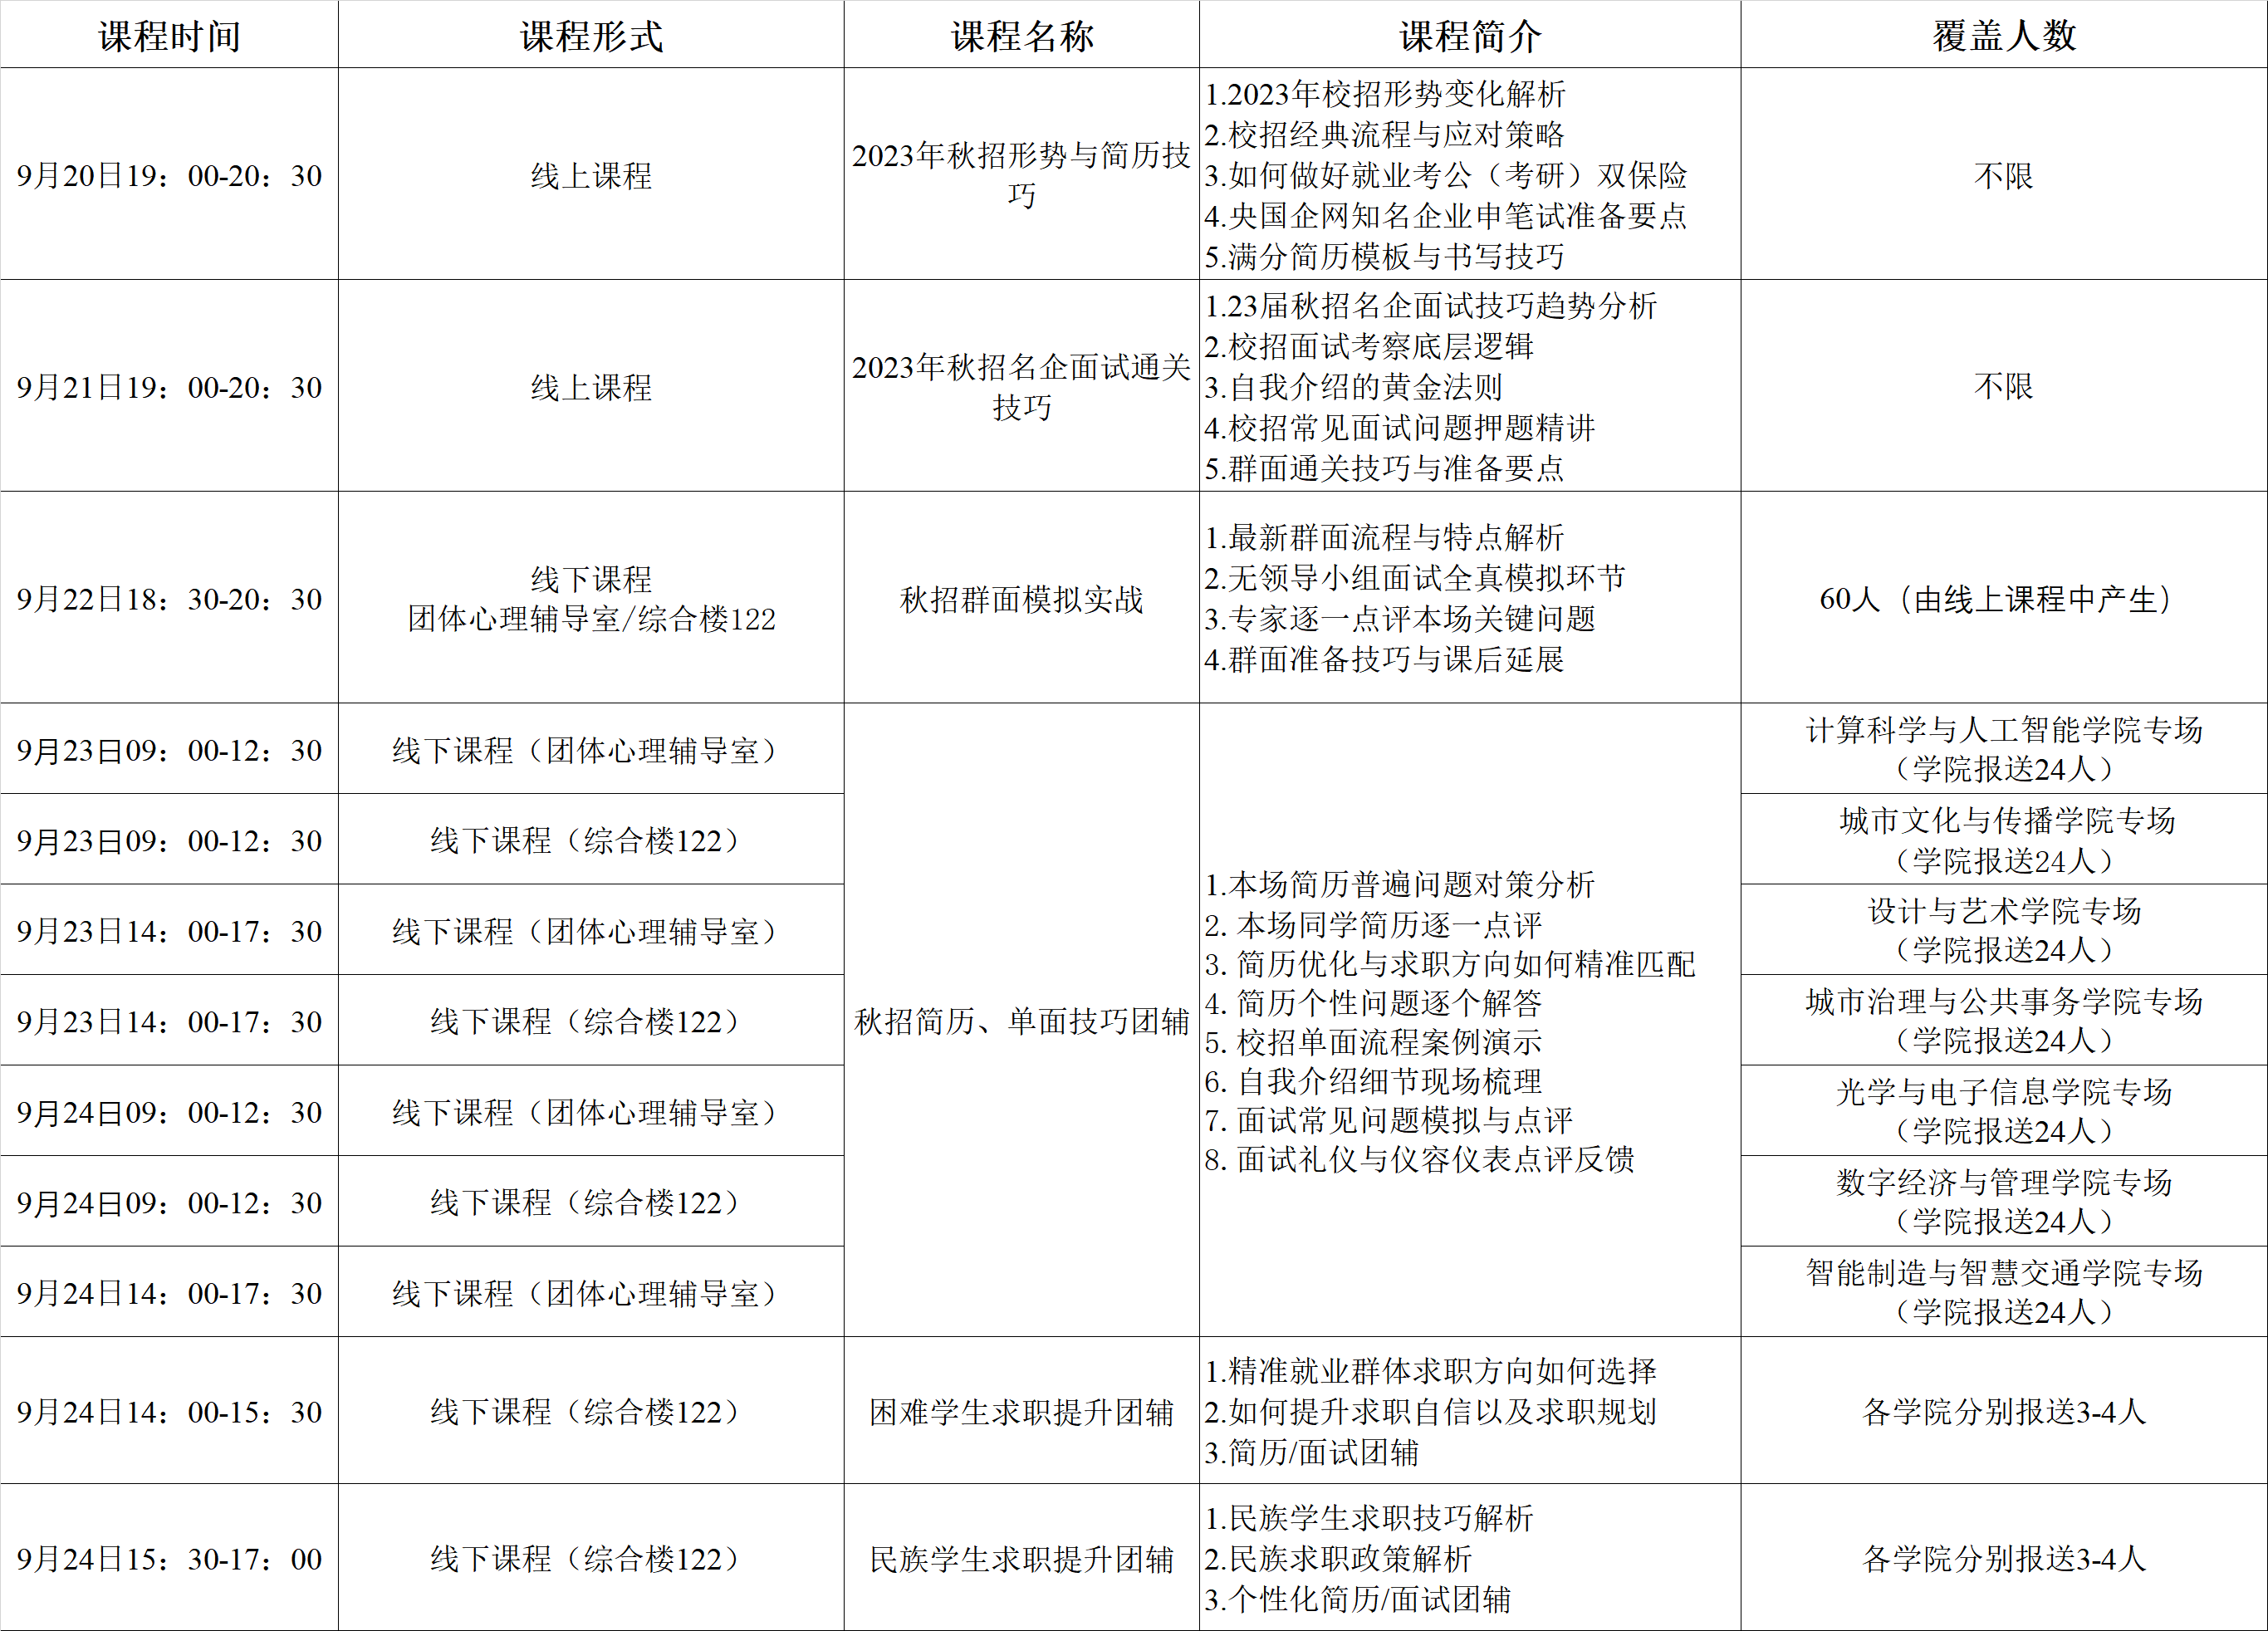 课程时间
课程形式
课程名称
课程简介
覆盖人数
9月20日19：00-20：30
线上课程
2023年秋招形势与简历技
巧
1.2023年校招形势变化解析
2.校招经典流程与应对策略
3.如何做好就业考公（考研）双保险
4.央国企网知名企业申笔试准备要点
5.满分简历模板与书写技巧
不限
9月21日19：00-20：30
线上课程
2023年秋招名企面试通关
技巧
1.23届秋招名企面试技巧趋势分析
2.校招面试考察底层逻辑
3.自我介绍的黄金法则
4.校招常见面试问题押题精讲
5.群面通关技巧与准备要点
不限
9月22日18：30-20：30
线下课程
团体心理辅导室/综合楼122
秋招群面模拟实战
1.最新群面流程与特点解析
2.无领导小组面试全真模拟环节
3.专家逐一点评本场关键问题
4.群面准备技巧与课后延展
60人（由线上课程中产生）
9月23日09：00-12：30
线下课程（团体心理辅导室）
计算科学与人工智能学院专场
（学院报送24人）
9月23日09：00-12：30
线下课程（综合楼122）
城市文化与传播学院专场
（学院报送24人）
9月23日14：00-17：30
线下课程（团体心理辅导室）
设计与艺术学院专场
（学院报送24人）
9月23日14：00-17：30
线下课程（综合楼122）
城市治理与公共事务学院专场
（学院报送24人）
9月24日09：00-12：30
线下课程（团体心理辅导室）
光学与电子信息学院专场
（学院报送24人）
9月24日09：00-12：30
线下课程（综合楼122）
数字经济与管理学院专场
（学院报送24人）
9月24日14：00-17：30
线下课程（团体心理辅导室）
智能制造与智慧交通学院专场
（学院报送24人）
秋招简历、单面技巧团辅
1.本场简历普遍问题对策分析
2. 本场同学简历逐一点评
3. 简历优化与求职方向如何精准匹配
4. 简历个性问题逐个解答
5. 校招单面流程案例演示
6. 自我介绍细节现场梳理
7. 面试常见问题模拟与点评
8. 面试礼仪与仪容仪表点评反馈
9月24日14：00-15：30
线下课程（综合楼122）
困难学生求职提升团辅
1.精准就业群体求职方向如何选择
2.如何提升求职自信以及求职规划
3.简历/面试团辅
各学院分别报送3-4人
9月24日15：30-17：00
线下课程（综合楼122）
民族学生求职提升团辅
1.民族学生求职技巧解析
2.民族求职政策解析
3.个性化简历/面试团辅
各学院分别报送3-4人